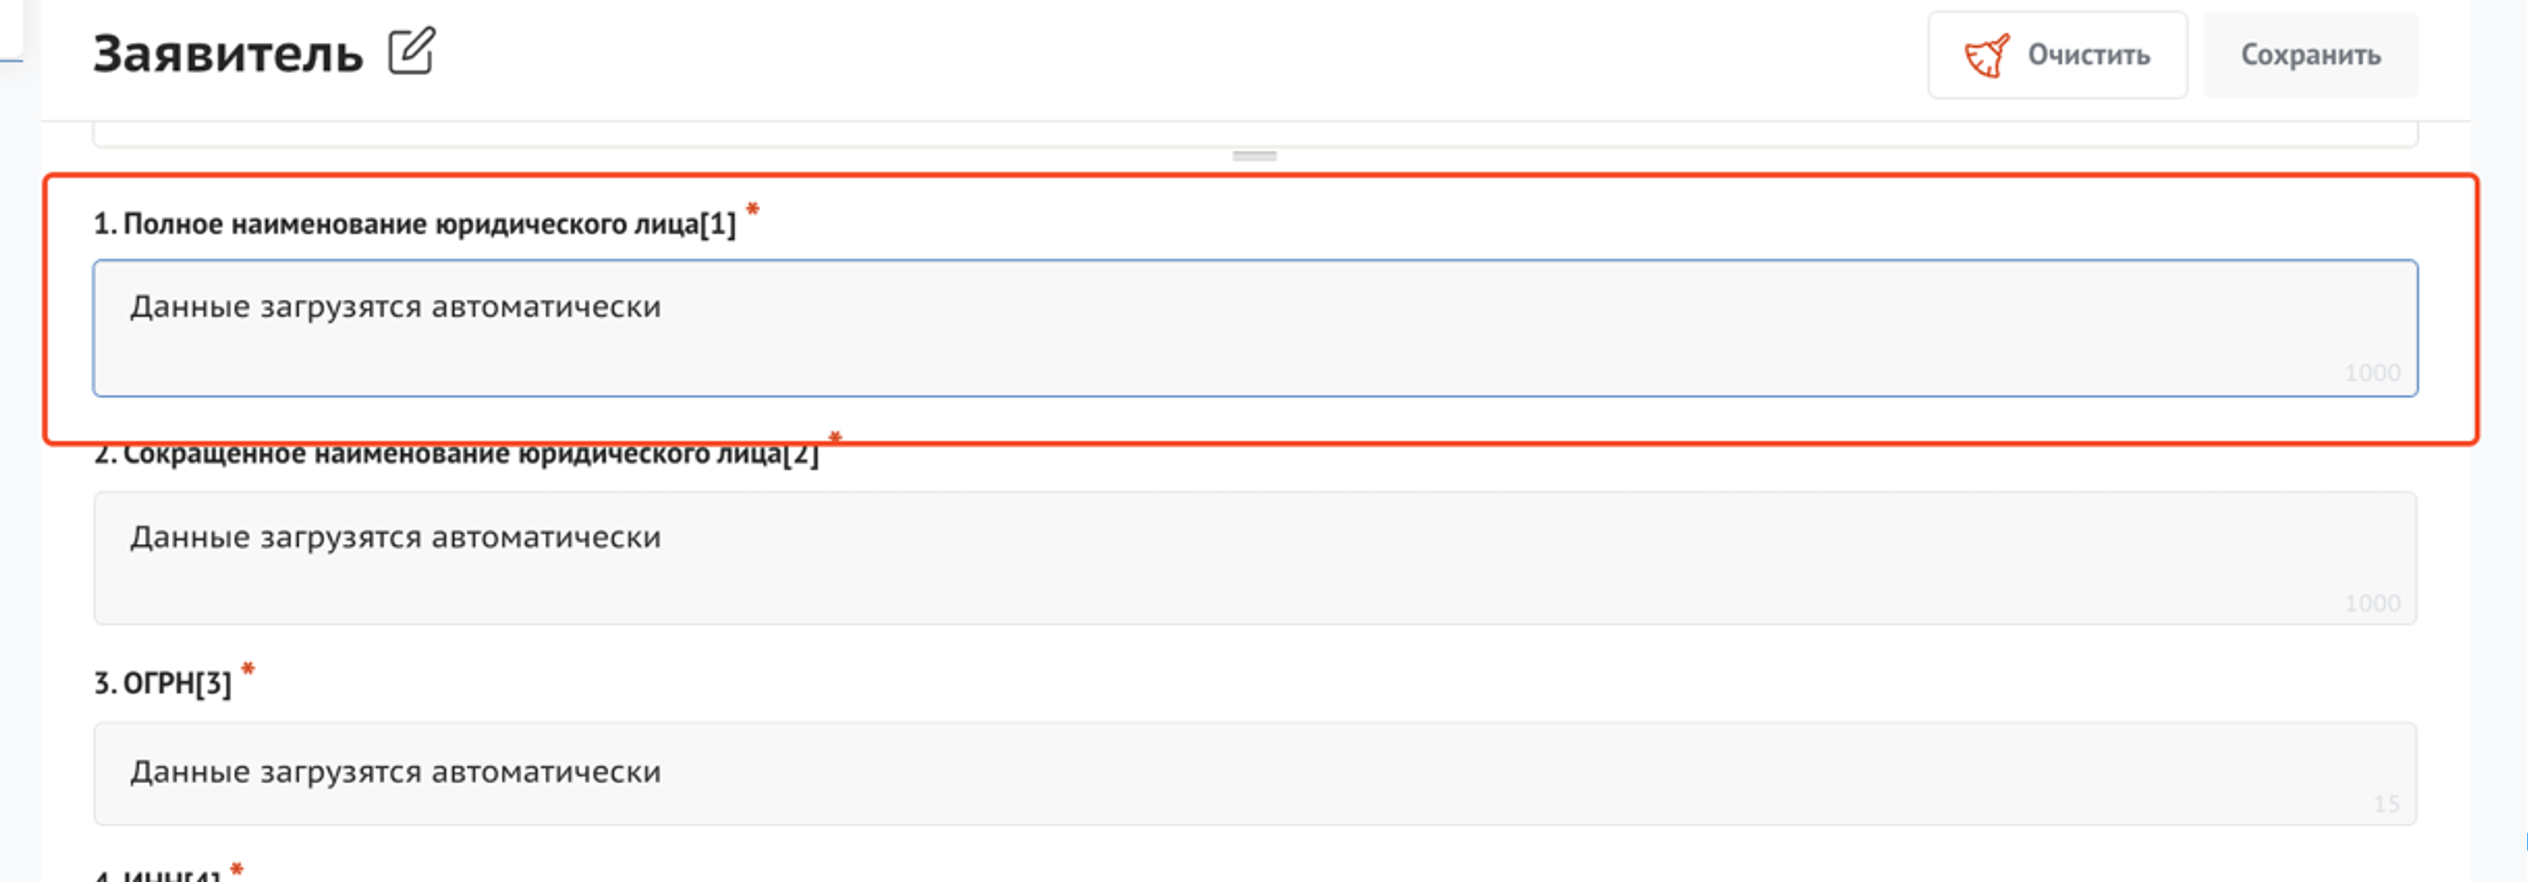 Заявитель
Очистить
Сохранить
1. Полное наименование юридического лица[1] *
Данные загрузятся автоматически
1000
2. Сокращенное наименование юридического лица[2] *
Данные загрузятся автоматически
1000
3. ОГРН[3] *
Данные загрузятся автоматически
15
4. ИНН[4] *